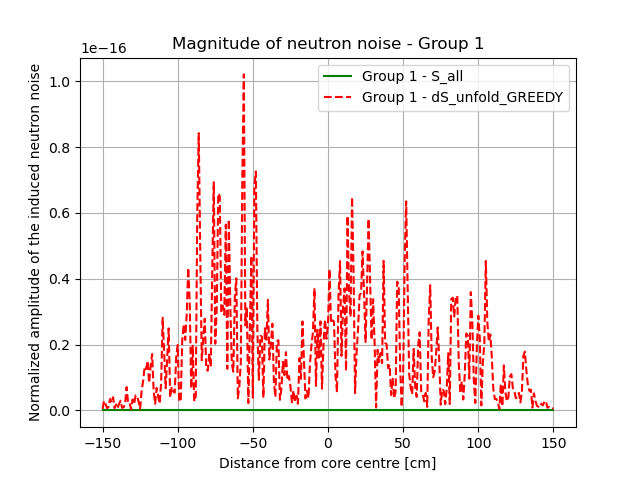 Magnitude of neutron noise - Group 1
1e−16
Group 1 - S_all
Group 1 - dS_unfold_GREEDY
Normalized amplitude of the induced neutron noise
1.0
0.8
0.6
0.4
0.2
0.0
−150 −100 −50 0 50 100 150
Distance from core centre [cm]